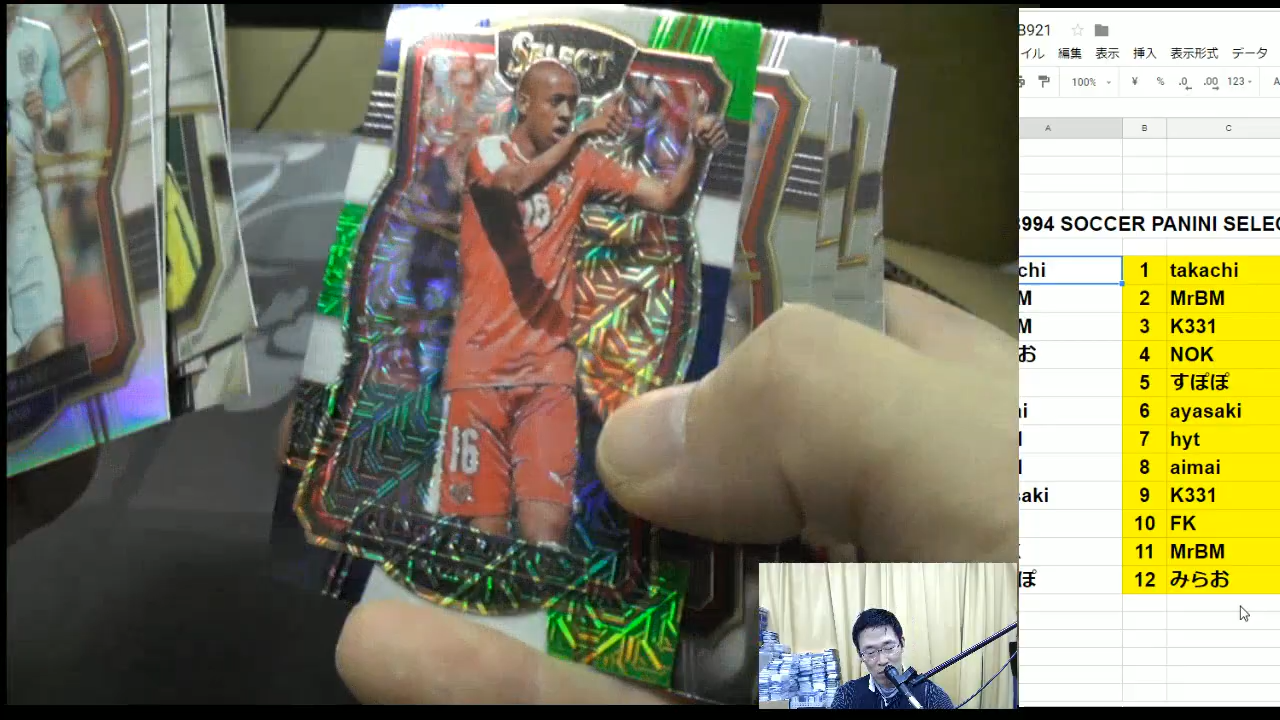 SELECT
16
16
3921
イル 編集 表示 挿入 表示形式 データ
100% ¥ % .0 .00 123
A B C
3994 SOCCER PANINI SELEC
chi 1 takachi
M 2 MrBM
M 3 K331
お 4 NOK
5 すぽぽ
ni 6 ayasaki
7 hyt
8 aimai
saki 9 K331
10 FK
11 MrBM
ぽ 12 みらお